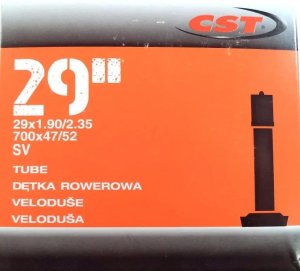 CST
29"
29x1.90/2.35
700x47/52
SV
TUBE
DĘTKA ROWEROWA
VELODUŠE
VELODUŠA